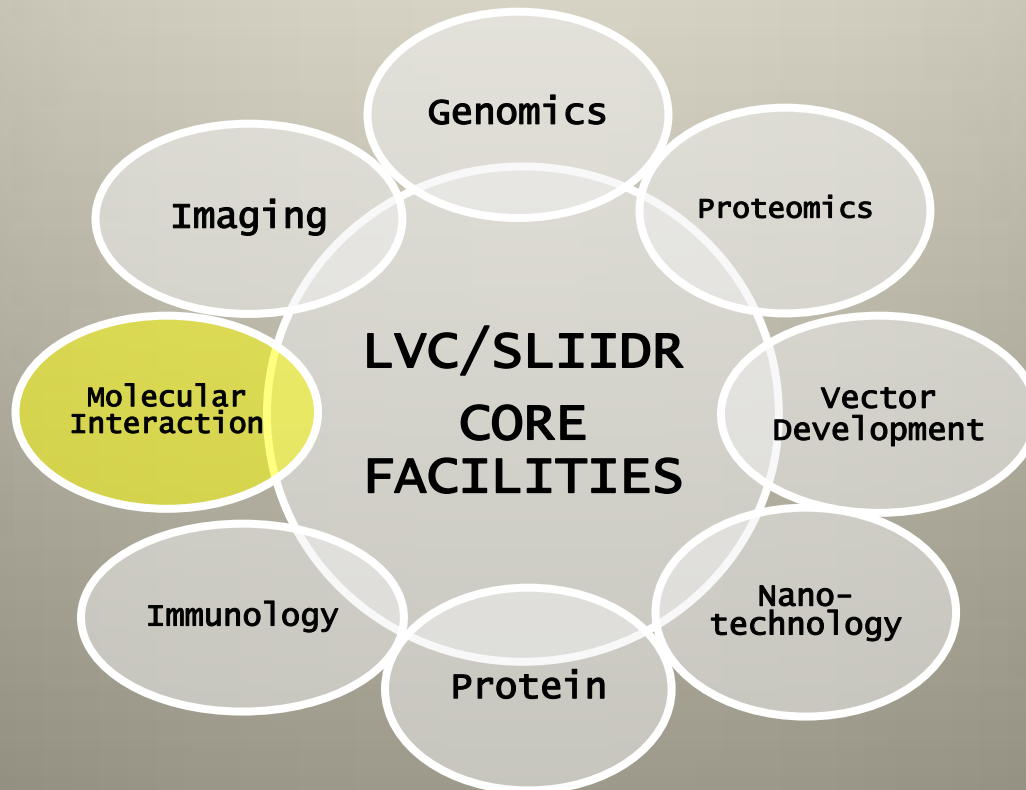 Genomics
Imaging
Proteomics
LVC/SLIIDR
CORE
FACILITIES
Molecular
Interaction
Vector
Development
Immunology
Nano-
technology
Protein